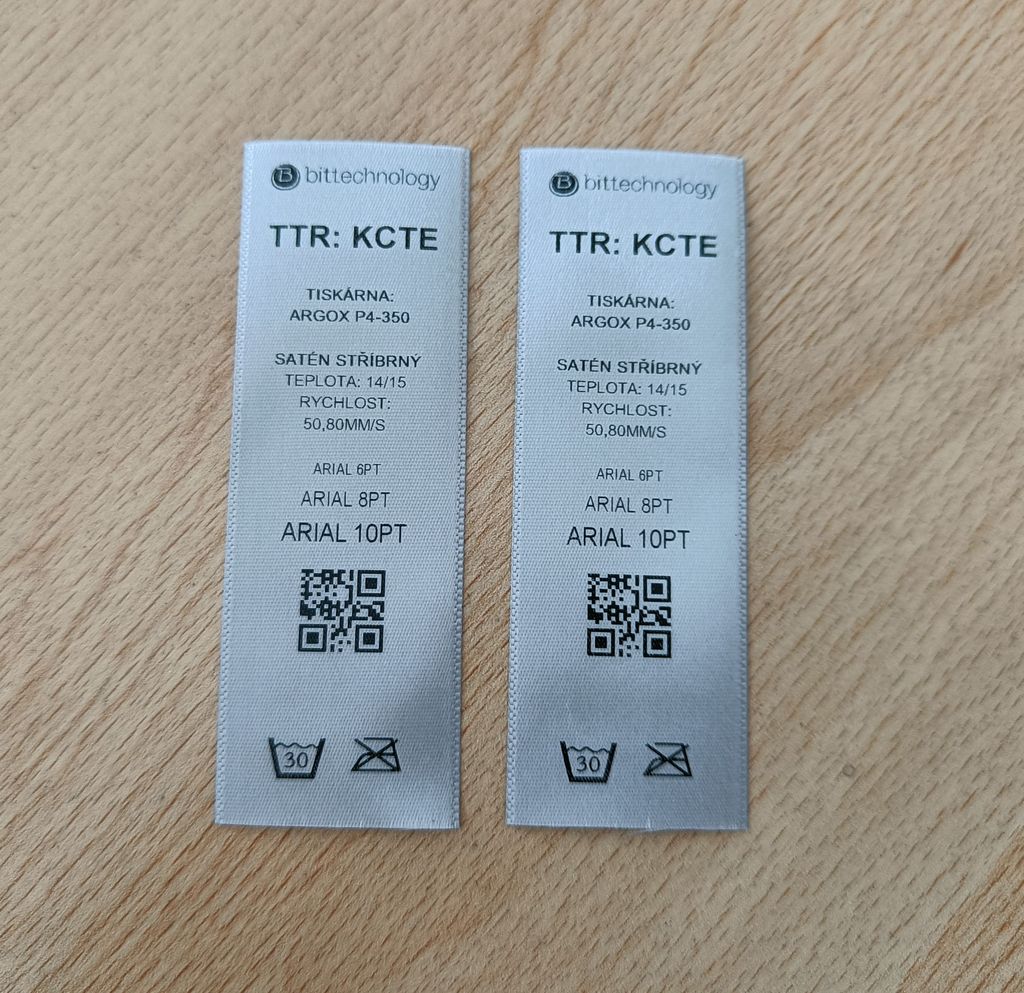 bittechnology
TTR: KCTE
TISKÁRNA:
ARGOX P4-350
SATÉN STŘÍBRNÝ
TEPLOTA: 14/15
RYCHLOST:
50,80MM/S
ARIAL 6PT
ARIAL 8PT
ARIAL 10PT
30
bittechnology
TTR: KCTE
TISKÁRNA:
ARGOX P4-350
SATÉN STŘÍBRNÝ
TEPLOTA: 14/15
RYCHLOST:
50,80MM/S
ARIAL 6PT
ARIAL 8PT
ARIAL 10PT
30